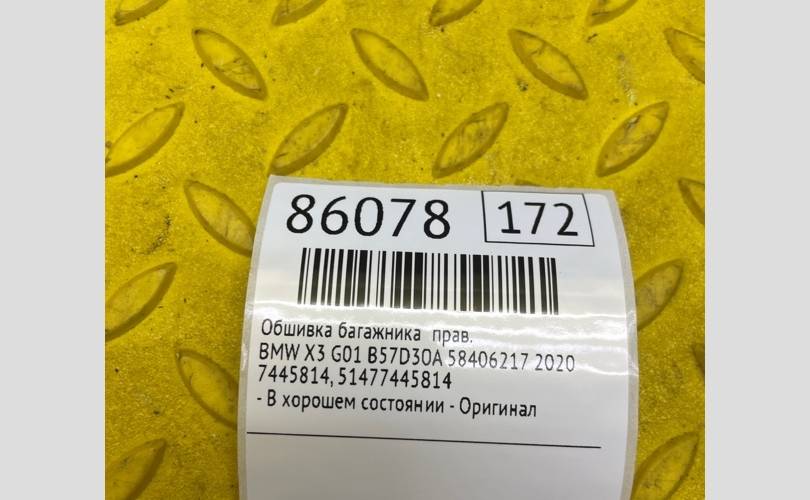 86078 172
Обшивка багажника прав.
BMW X3 G01 B57D30A 58406217 2020
7445814, 51477445814
- В хорошем состоянии - Оригинал